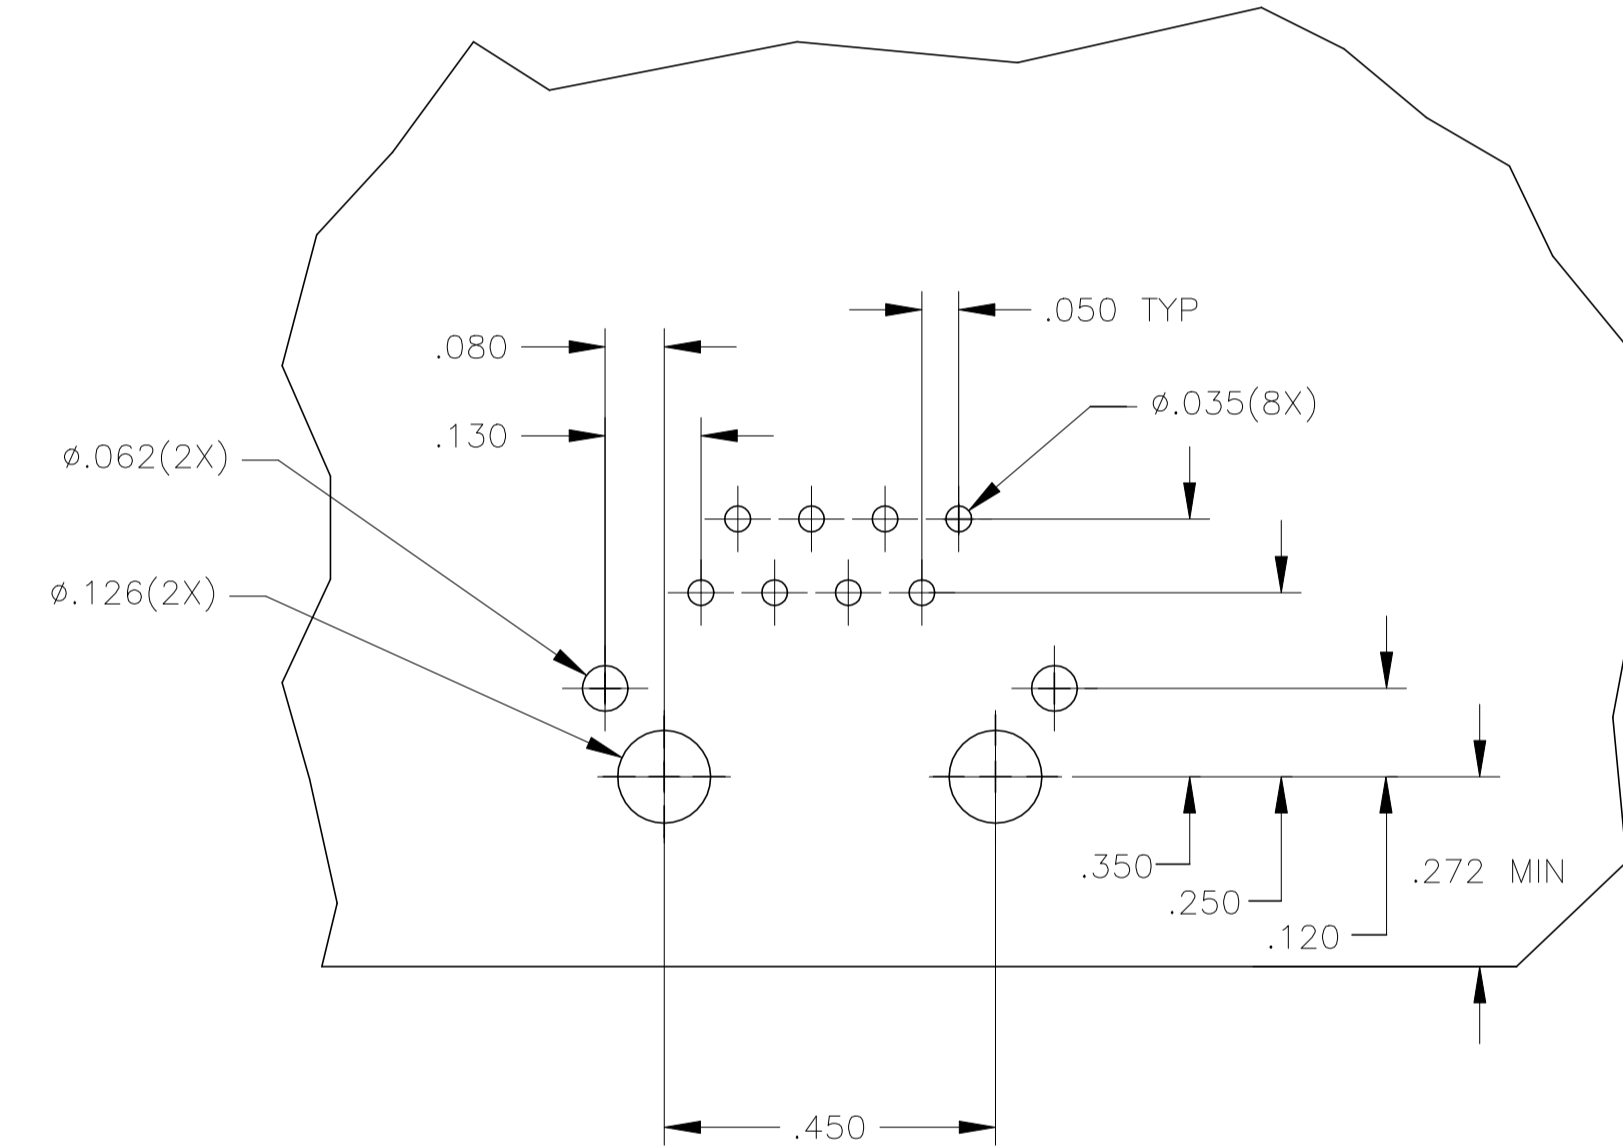 .050 TYP
.080
ø.035(8X)
.130
ø.062(2X)
ø.126(2X)
.350
.272 MIN
.250
.120
.450